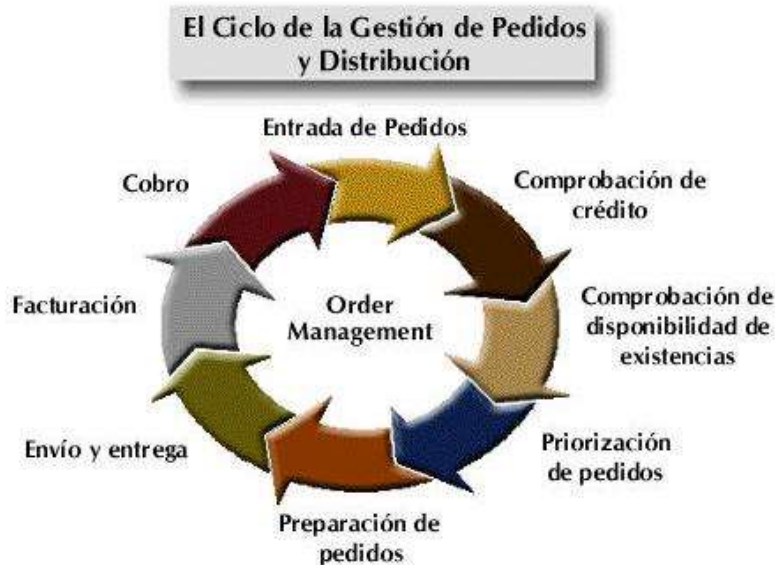 El Ciclo de la Gestión de Pedidos
y Distribución
Entrada de Pedidos
Comprobación de
crédito
Comprobación de
disponibilidad de
existencias
Priorización
de pedidos
Preparación de
pedidos
Envío y entrega
Facturación
Cobro
Order
Management